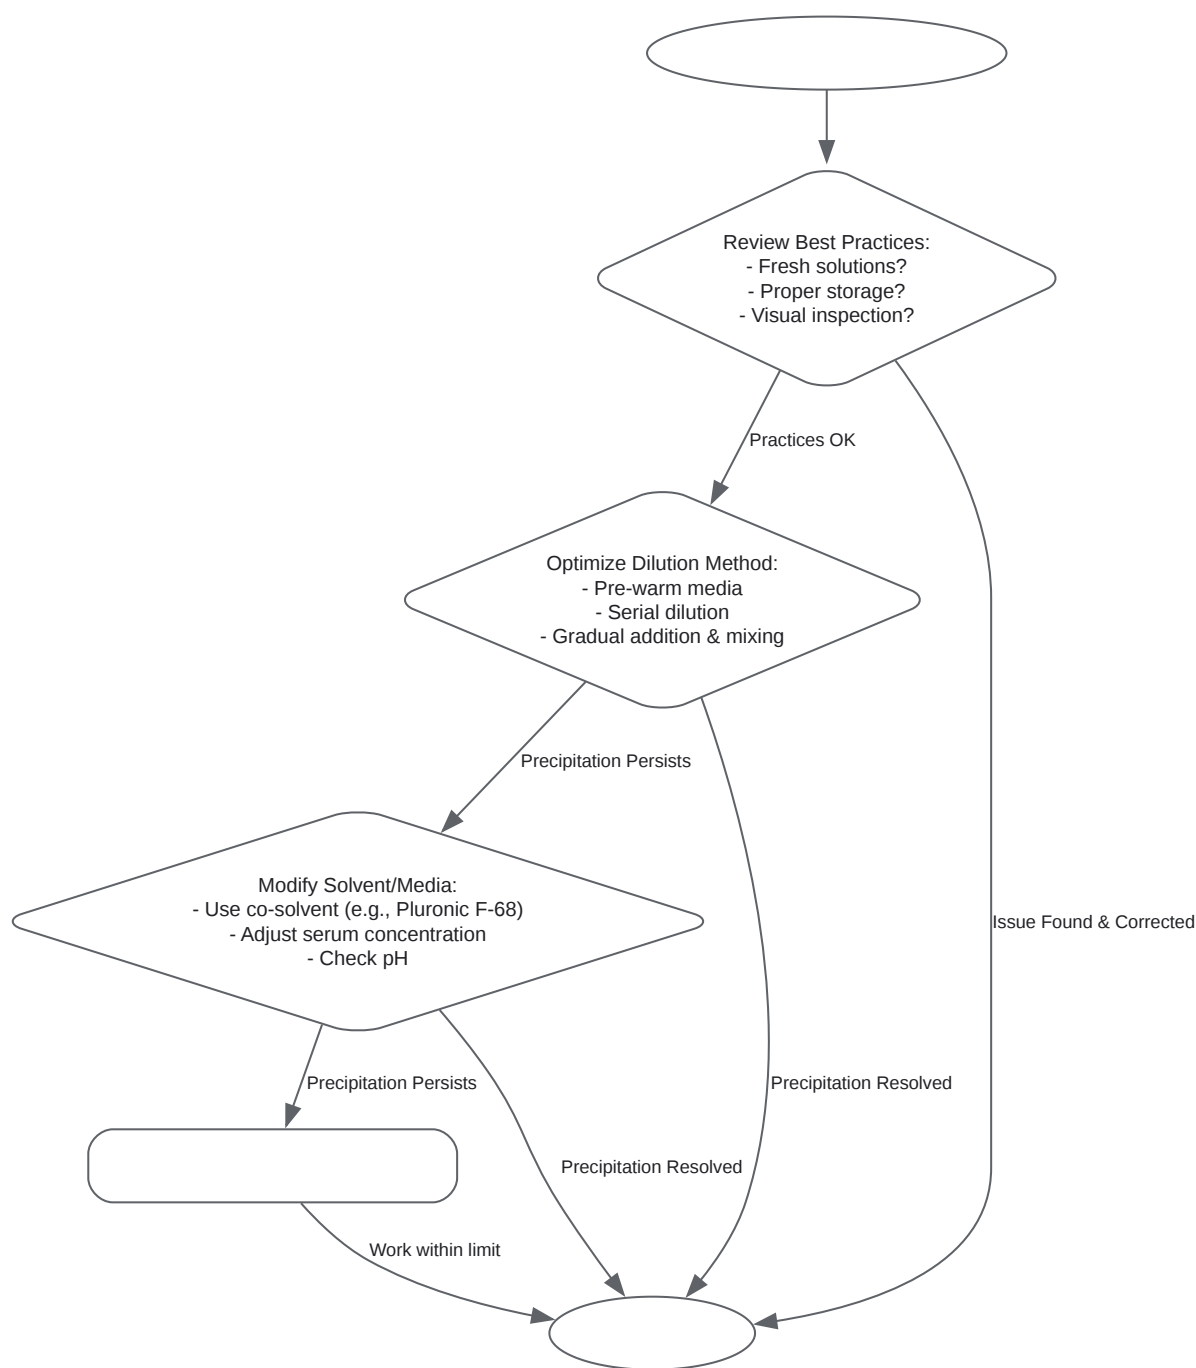 Review Best Practices:
- Fresh solutions?
- Proper storage?
- Visual inspection?
Practices OK
Optimize Dilution Method:
- Pre-warm media
- Serial dilution
- Gradual addition & mixing
Precipitation Persists
Modify Solvent/Media:
- Use co-solvent (e.g., Pluronic F-68)
- Adjust serum concentration
- Check pH
Issue Found & Corrected
Precipitation Persists
Precipitation Resolved
Precipitation Resolved
Work within limit